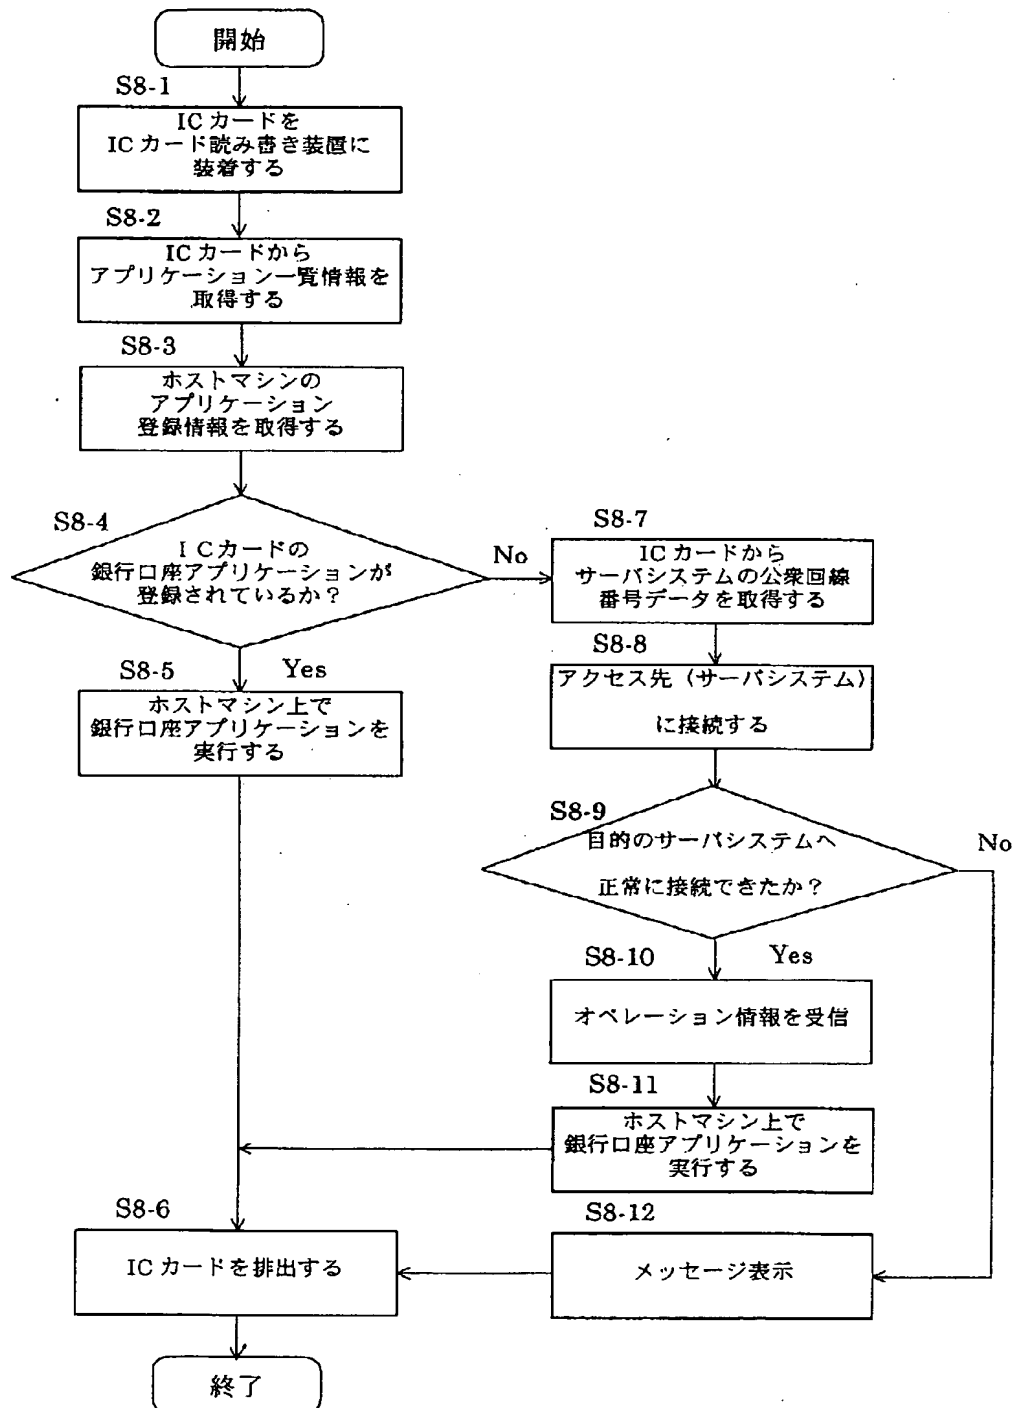 開始
S8-1
ICカードを
ICカード読み書き装置に
装着する
S8-2
ICカードから
アプリケーション一覧情報を
取得する
S8-3
ホストマシンの
アプリケーション
登録情報を取得する
S8-4
ICカードの
銀行口座アプリケーションが
登録されているか?
No
S8-7
ICカードから
サーバシステムの公衆回線
番号データを取得する
S8-5
Yes
ホストマシン上で
銀行口座アプリケーションを
実行する
S8-8
アクセス先(サーバシステム)
に接続する
S8-9
目的のサーバシステムへ
正常に接続できたか?
No
S8-10
Yes
オペレーション情報を受信
S8-11
ホストマシン上で
銀行口座アプリケーションを
実行する
S8-6
ICカードを排出する
S8-12
メッセージ表示
終了